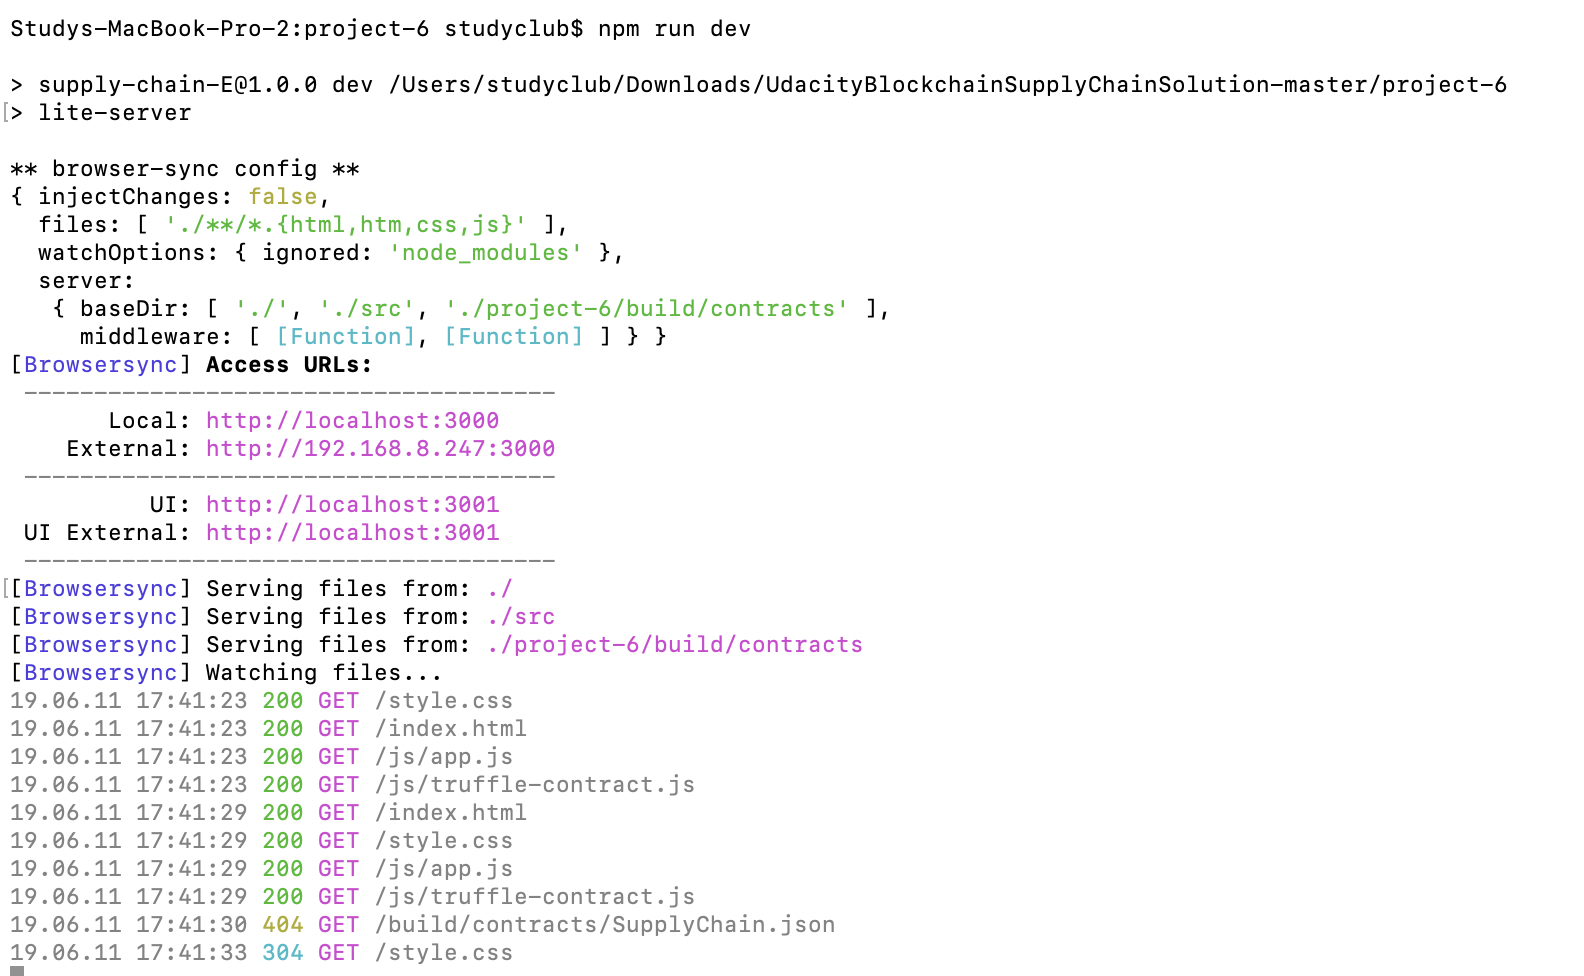 Studys-MacBook-Pro-2:project-6 studyclub$ npm run dev
> supply-chain-E@1.0.0 dev /Users/studyclub/Downloads/UdacityBlockchainSupplyChainSolution-master/project-6
[> lite-server
** browser-sync config **
{ injectChanges: false,
  files: [ './**/*.{html,htm,css,js}' ],
  watchOptions: { ignored: 'node_modules' },
  server:
   { baseDir: [ './', './src', './project-6/build/contracts' ],
     middleware: [ [Function], [Function] ] } }
[Browsersync] Access URLs:
 --------------------------------------
       Local: http://localhost:3000
    External: http://192.168.8.247:3000
 --------------------------------------
          UI: http://localhost:3001
 UI External: http://localhost:3001
 --------------------------------------
[[Browsersync] Serving files from: ./
[Browsersync] Serving files from: ./src
[Browsersync] Serving files from: ./project-6/build/contracts
[Browsersync] Watching files...
19.06.11 17:41:23 200 GET /style.css
19.06.11 17:41:23 200 GET /index.html
19.06.11 17:41:23 200 GET /js/app.js
19.06.11 17:41:23 200 GET /js/truffle-contract.js
19.06.11 17:41:29 200 GET /index.html
19.06.11 17:41:29 200 GET /style.css
19.06.11 17:41:29 200 GET /js/app.js
19.06.11 17:41:29 200 GET /js/truffle-contract.js
19.06.11 17:41:30 404 GET /build/contracts/SupplyChain.json
19.06.11 17:41:33 304 GET /style.css